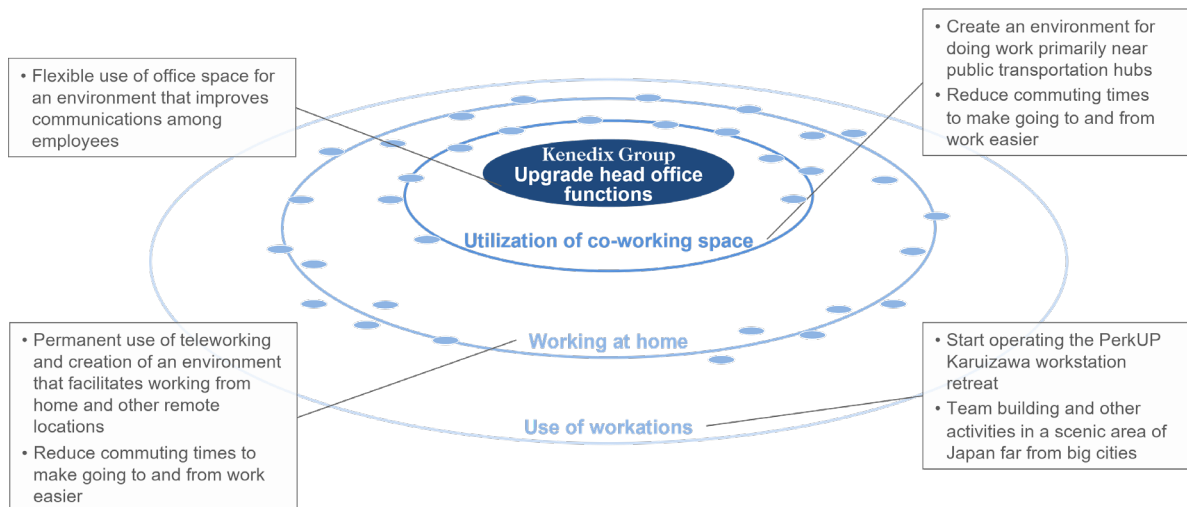 • Flexible use of office space for
an environment that improves
communications among
employees
• Create an environment for
doing work primarily near
public transportation hubs
• Reduce commuting times
to make going to and from
work easier
Kenedix Group
Upgrade head office
functions
Utilization of co-working space
Working at home
Use of workations
• Permanent use of teleworking
and creation of an environment
that facilitates working from
home and other remote
locations
• Reduce commuting times to
make going to and from work
easier
• Start operating the PerkUP
Karuizawa workstation
retreat
• Team building and other
activities in a scenic area of
Japan far from big cities